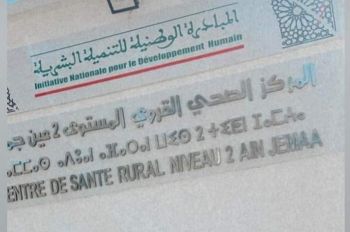 المبادرة الوطنية للتنمية البشرية
Initiative Nationale pour le Développement Humain
المركز الصحي القروي المستوى 2 عين
ENTRE DE SANTE RURAL NIVEAU 2 AIN JEMAA